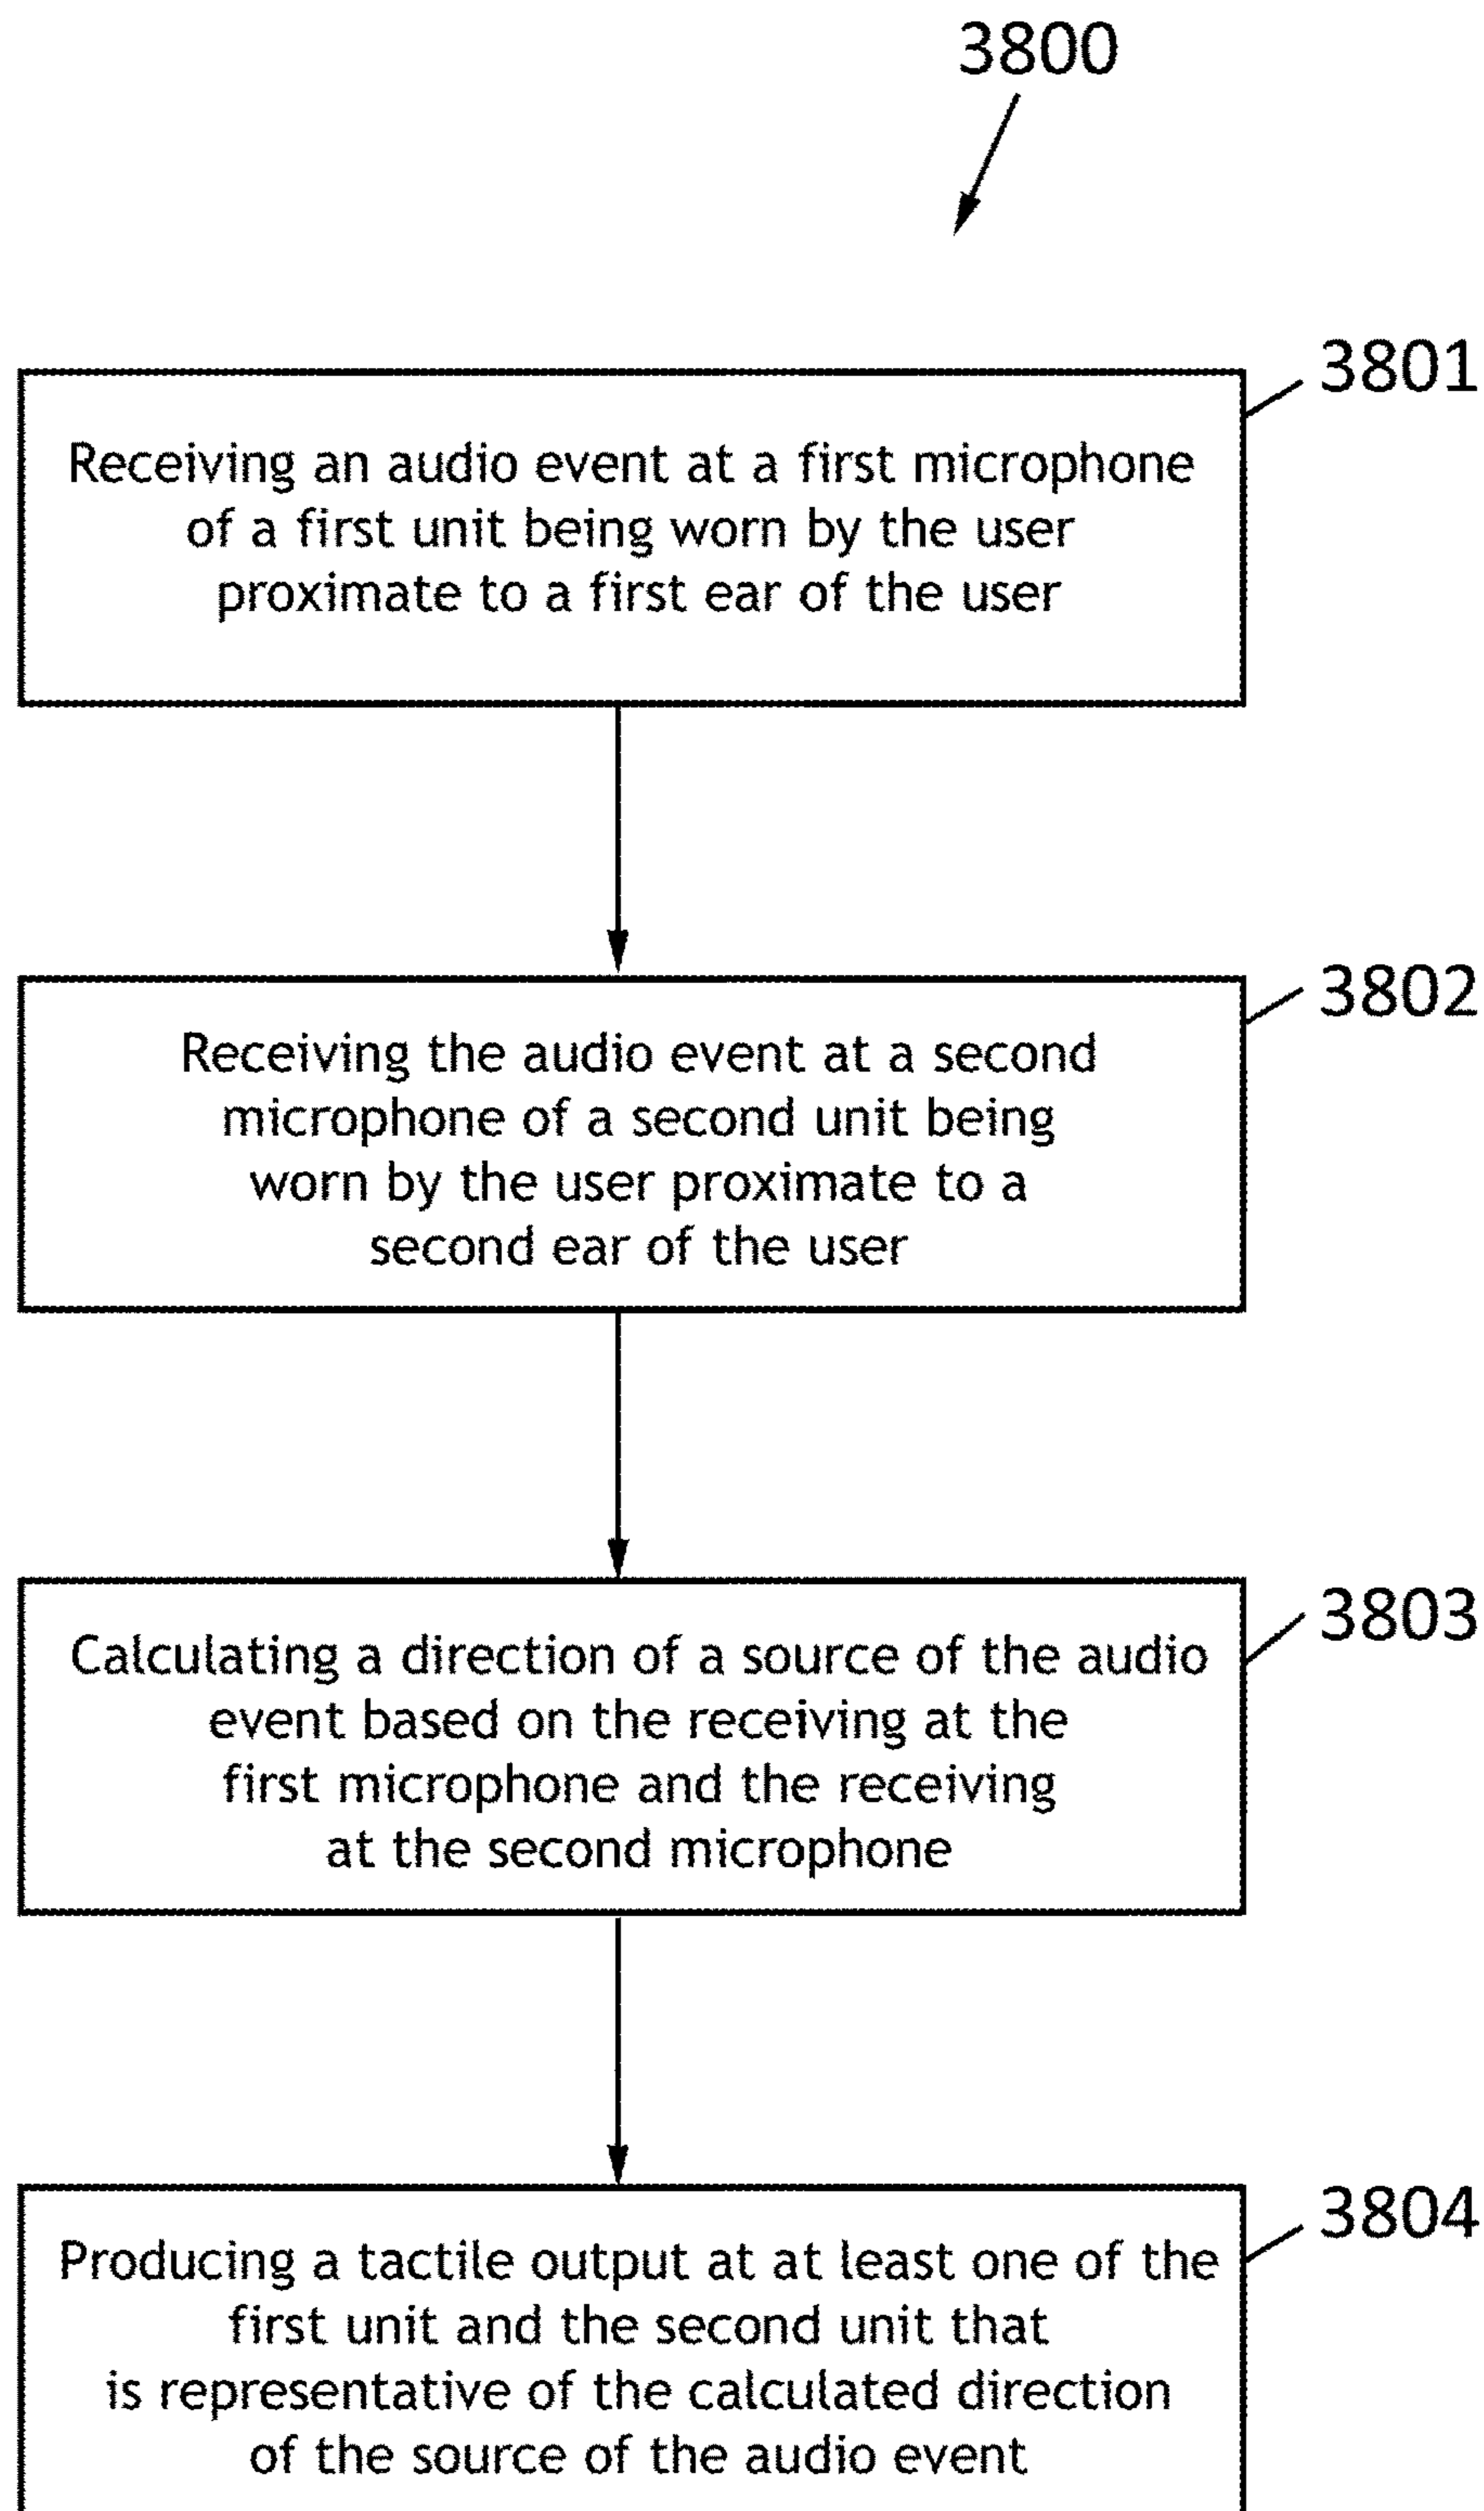 3800
3801
Receiving an audio event at a first microphone
of a first unit being worn by the user
proximate to a first ear of the user
3802
Receiving the audio event at a second
microphone of a second unit being
worn by the user proximate to a
second ear of the user
3803
Calculating a direction of a source of the audio
event based on the receiving at the
first microphone and the receiving
at the second microphone
3804
Producing a tactile output at at least one of the
first unit and the second unit that
is representative of the calculated direction
of the source of the audio event